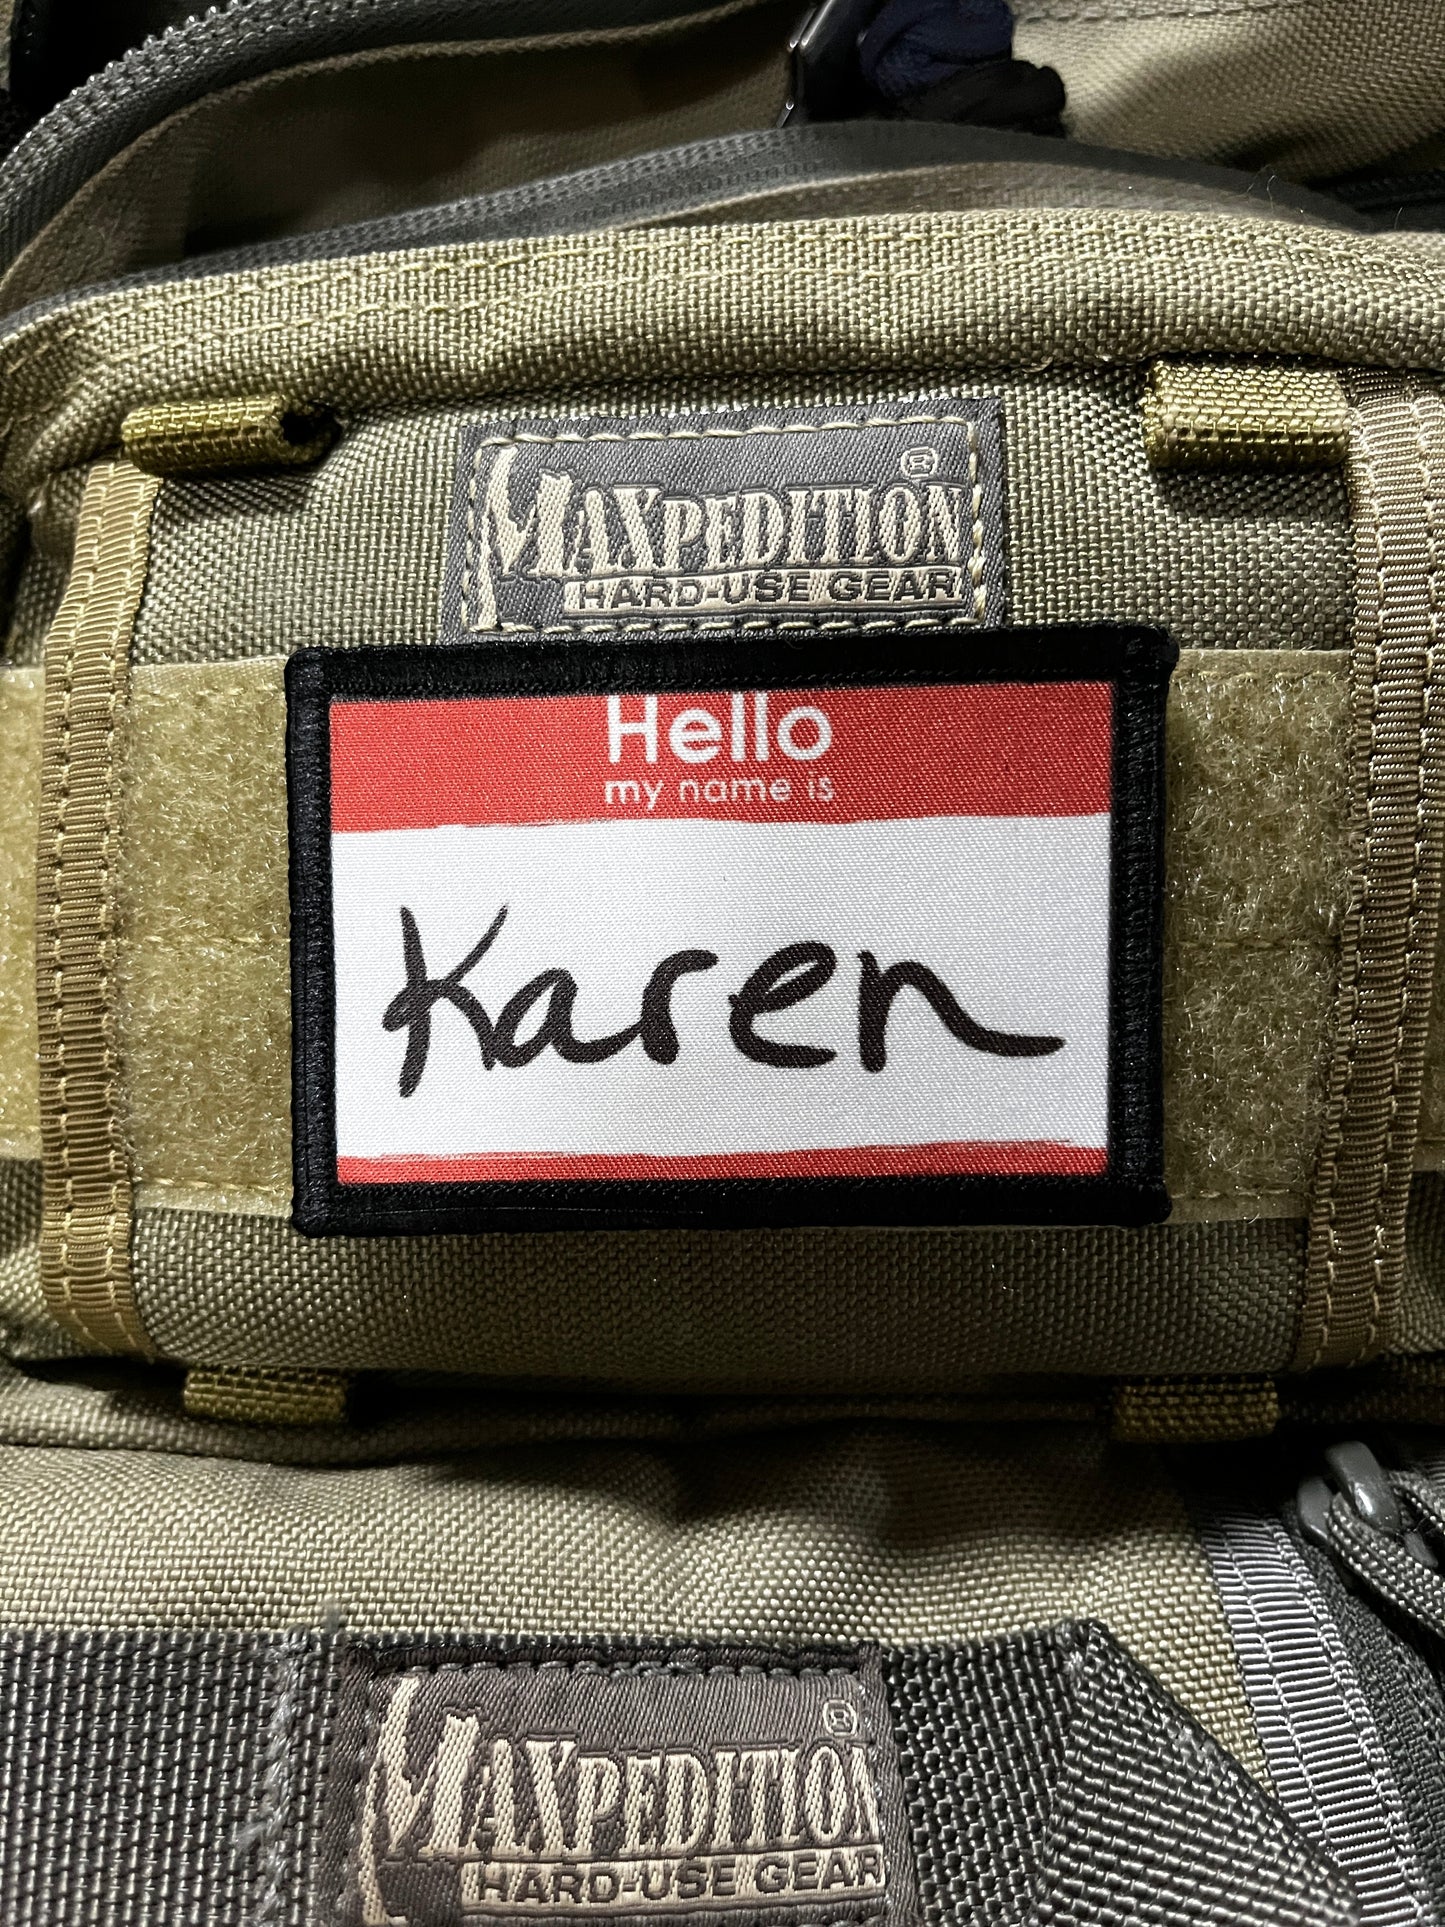 MAXPEDITION®
HARD-USE GEAR
Hello
my name is
Karen
MAXPEDITION®
HARD-USE GEAR